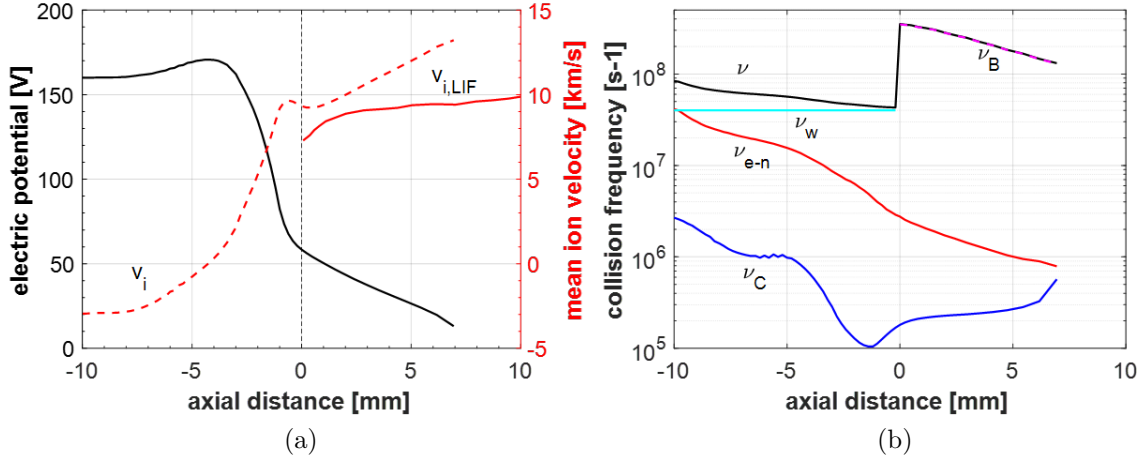 200
150
100
50
0
electric potential [V]
-10
-5
0
5
10
axial distance [mm]
15
10
5
0
-5
mean ion velocity [km/s]
v_i
v_{i,LIF}
(a)
10^8
10^7
10^6
10^5
collision frequency [s-1]
-10
-5
0
5
10
axial distance [mm]
ν
ν_B
ν_w
ν_{e-n}
ν_C
(b)